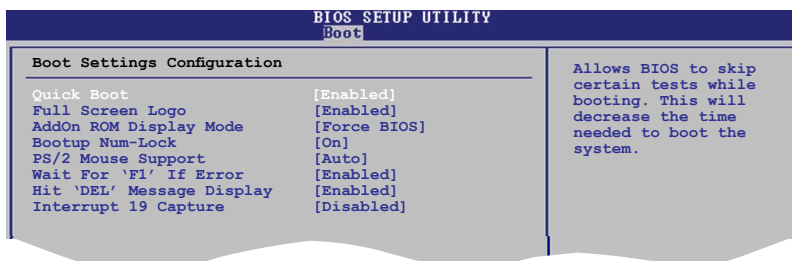 BIOS SETUP UTILITY
Boot
Boot Settings Configuration
Quick Boot [Enabled]
Full Screen Logo [Enabled]
AddOn ROM Display Mode [Force BIOS]
Bootup Num-Lock [On]
PS/2 Mouse Support [Auto]
Wait For ‘F1’ If Error [Enabled]
Hit ‘DEL’ Message Display [Enabled]
Interrupt 19 Capture [Disabled]
Allows BIOS to skip
certain tests while
booting. This will
decrease the time
needed to boot the
system.